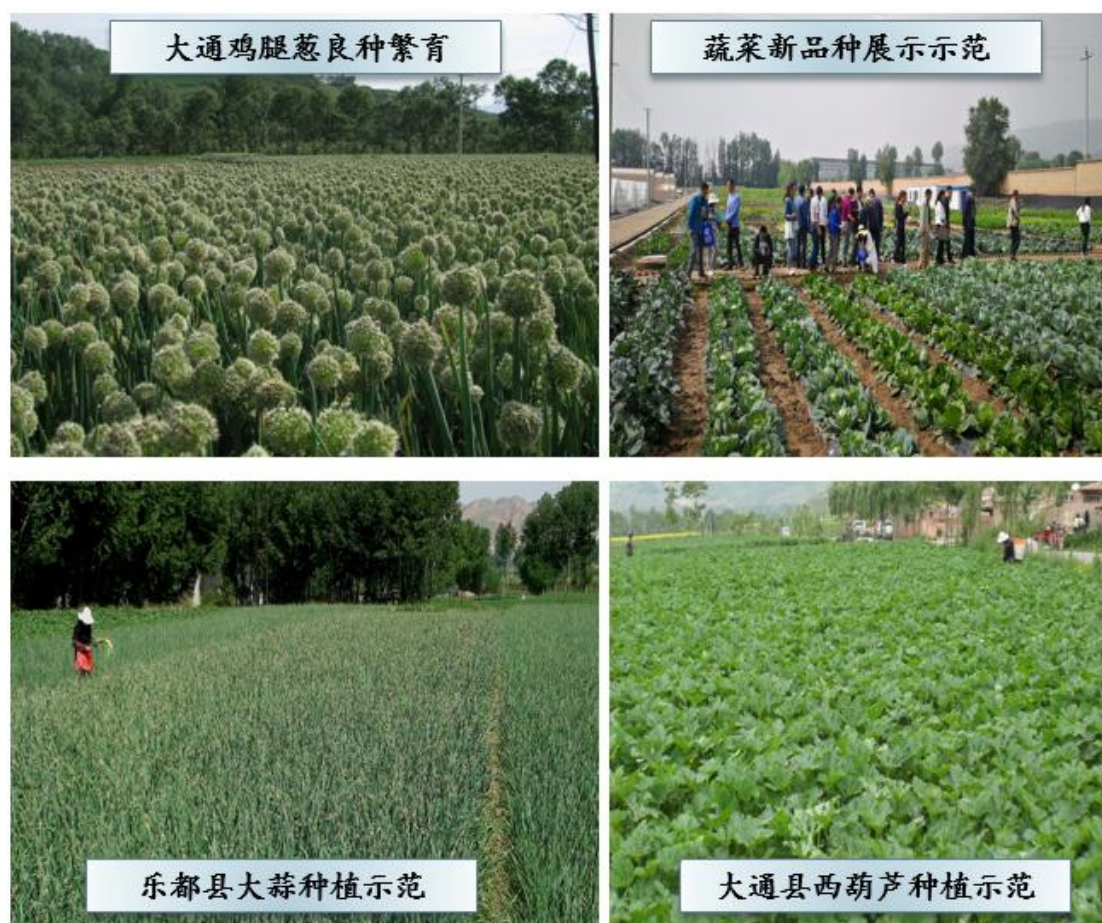 大通鸡腿葱良种繁育
蔬菜新品种展示示范
乐都县大蒜种植示范
大通县西葫芦种植示范